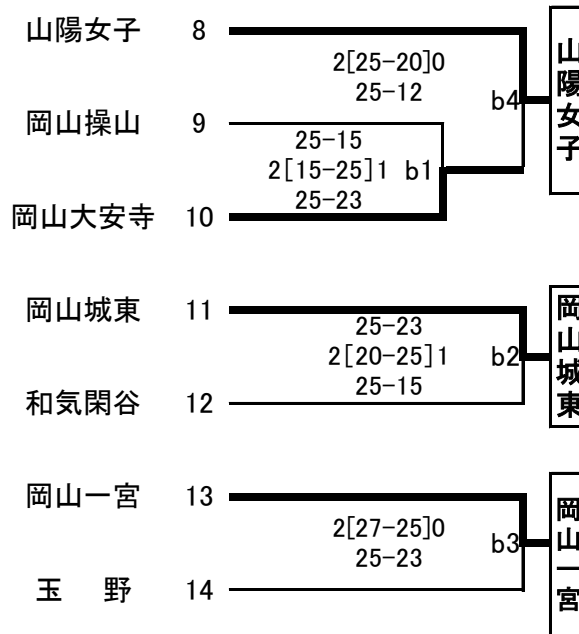 山陽女子 8
2[25-20]0
25-12
b4
山陽女子
岡山操山 9
25-15
2[15-25]1 b1
25-23
岡山大安寺 10
岡山城東 11
25-23
2[20-25]1 b2
25-15
岡山城東
和気閑谷 12
岡山一宮 13
2[27-25]0
25-23
b3
岡山一宮
玉 野 14